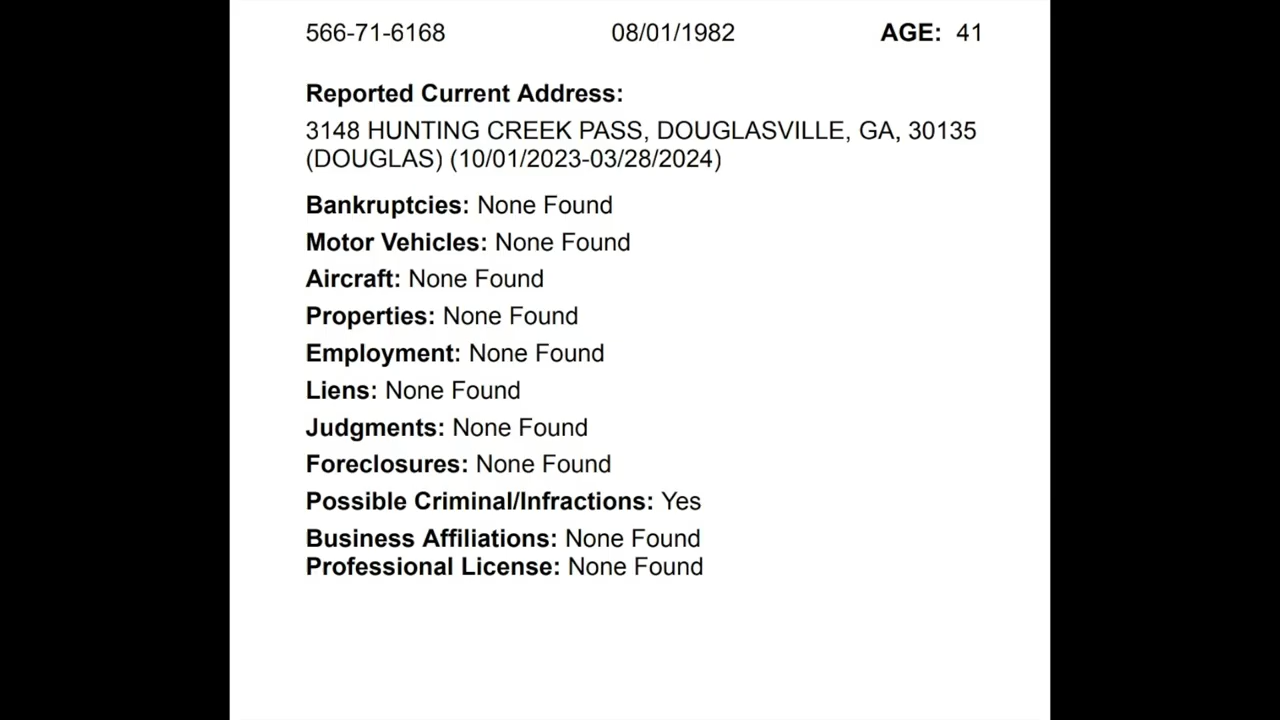 566-71-6168 08/01/1982 AGE: 41
Reported Current Address:
3148 HUNTING CREEK PASS, DOUGLASVILLE, GA, 30135
(DOUGLAS) (10/01/2023-03/28/2024)
Bankruptcies: None Found
Motor Vehicles: None Found
Aircraft: None Found
Properties: None Found
Employment: None Found
Liens: None Found
Judgments: None Found
Foreclosures: None Found
Possible Criminal/Infractions: Yes
Business Affiliations: None Found
Professional License: None Found